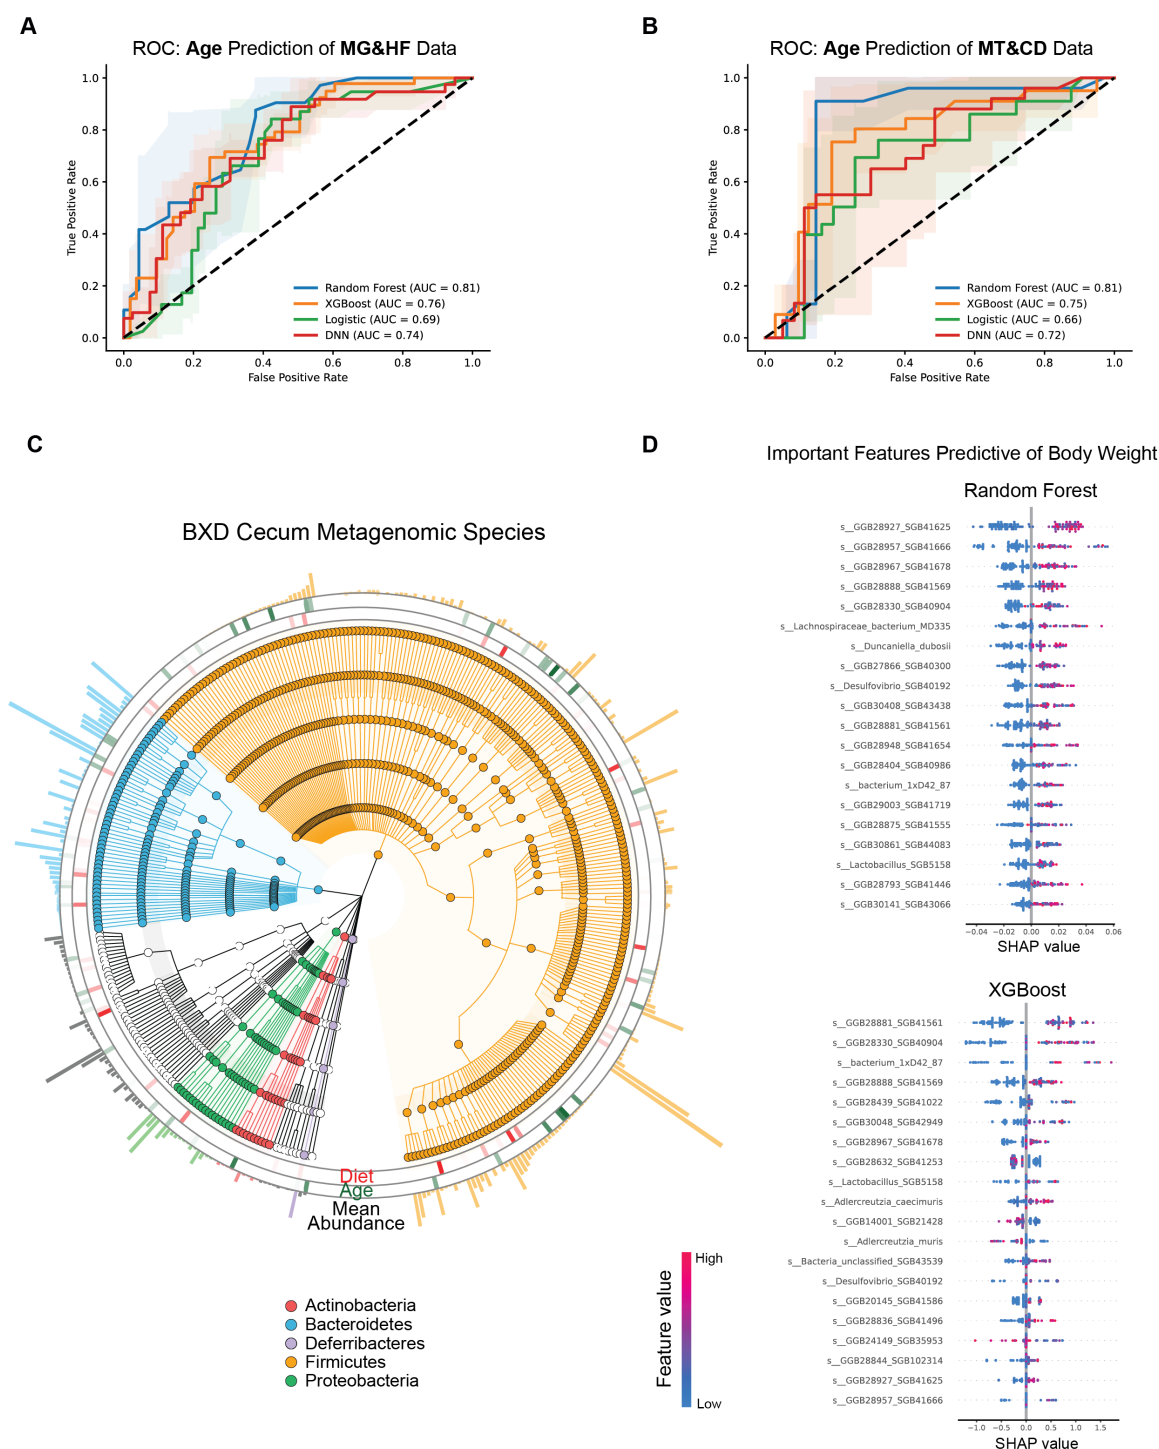 A
ROC: Age Prediction of MG&HF Data
1.0
0.8
0.6
0.4
0.2
0.0
True Positive Rate
Random Forest (AUC = 0.81)
XGBoost (AUC = 0.76)
Logistic (AUC = 0.69)
DNN (AUC = 0.74)
0.0 0.2 0.4 0.6 0.8 1.0
False Positive Rate
B
ROC: Age Prediction of MT&CD Data
1.0
0.8
0.6
0.4
0.2
0.0
True Positive Rate
Random Forest (AUC = 0.81)
XGBoost (AUC = 0.75)
Logistic (AUC = 0.66)
DNN (AUC = 0.72)
0.0 0.2 0.4 0.6 0.8 1.0
False Positive Rate
C
BXD Cecum Metagenomic Species
Diet
Age
Mean
Abundance
Actinobacteria
Bacteroidetes
Deferribacteres
Firmicutes
Proteobacteria
D
Important Features Predictive of Body Weight
Random Forest
s__GGB28927_SGB41625
s__GGB28957_SGB41666
s__GGB28967_SGB41678
s__GGB28888_SGB41569
s__GGB28330_SGB40904
s__Lachnospiraceae_bacterium_MD335
s__Duncaniella_dubosii
s__GGB27866_SGB40300
s__Desulfovibrio_SGB40192
s__GGB30408_SGB43438
s__GGB28881_SGB41561
s__GGB28948_SGB41654
s__GGB28404_SGB40986
s__bacterium_1xD42_87
s__GGB29003_SGB41719
s__GGB28875_SGB41555
s__GGB30861_SGB44083
s__Lactobacillus_SGB5158
s__GGB28793_SGB41446
s__GGB30141_SGB43066
−0.04 −0.02 0.00 0.02 0.04 0.06
SHAP value
XGBoost
s__GGB28881_SGB41561
s__GGB28330_SGB40904
s__bacterium_1xD42_87
s__GGB28888_SGB41569
s__GGB28439_SGB41022
s__GGB30048_SGB42949
s__GGB28967_SGB41678
s__GGB28632_SGB41253
s__Lactobacillus_SGB5158
s__Adlercreutzia_caecimuris
s__GGB14001_SGB21428
s__Adlercreutzia_muris
s__Bacteria_unclassified_SGB43539
s__Desulfovibrio_SGB40192
s__GGB20145_SGB41586
s__GGB28836_SGB41496
s__GGB24149_SGB35953
s__GGB28844_SGB102314
s__GGB28927_SGB41625
s__GGB28957_SGB41666
−1.0 −0.5 0.0 0.5 1.0 1.5
SHAP value
High
Feature value
Low